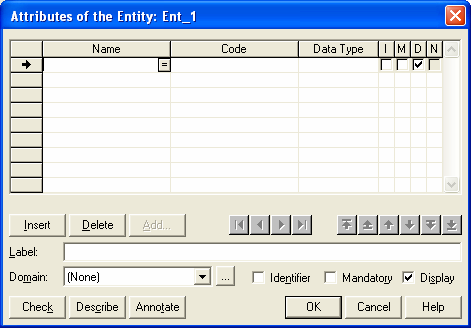 Attributes of the Entity: Ent_1
Name Code Data Type I M D N
=
Insert Delete Add...
Label:
Domain: (None) ... Identifier Mandatory Display
Check Describe Annotate OK Cancel Help